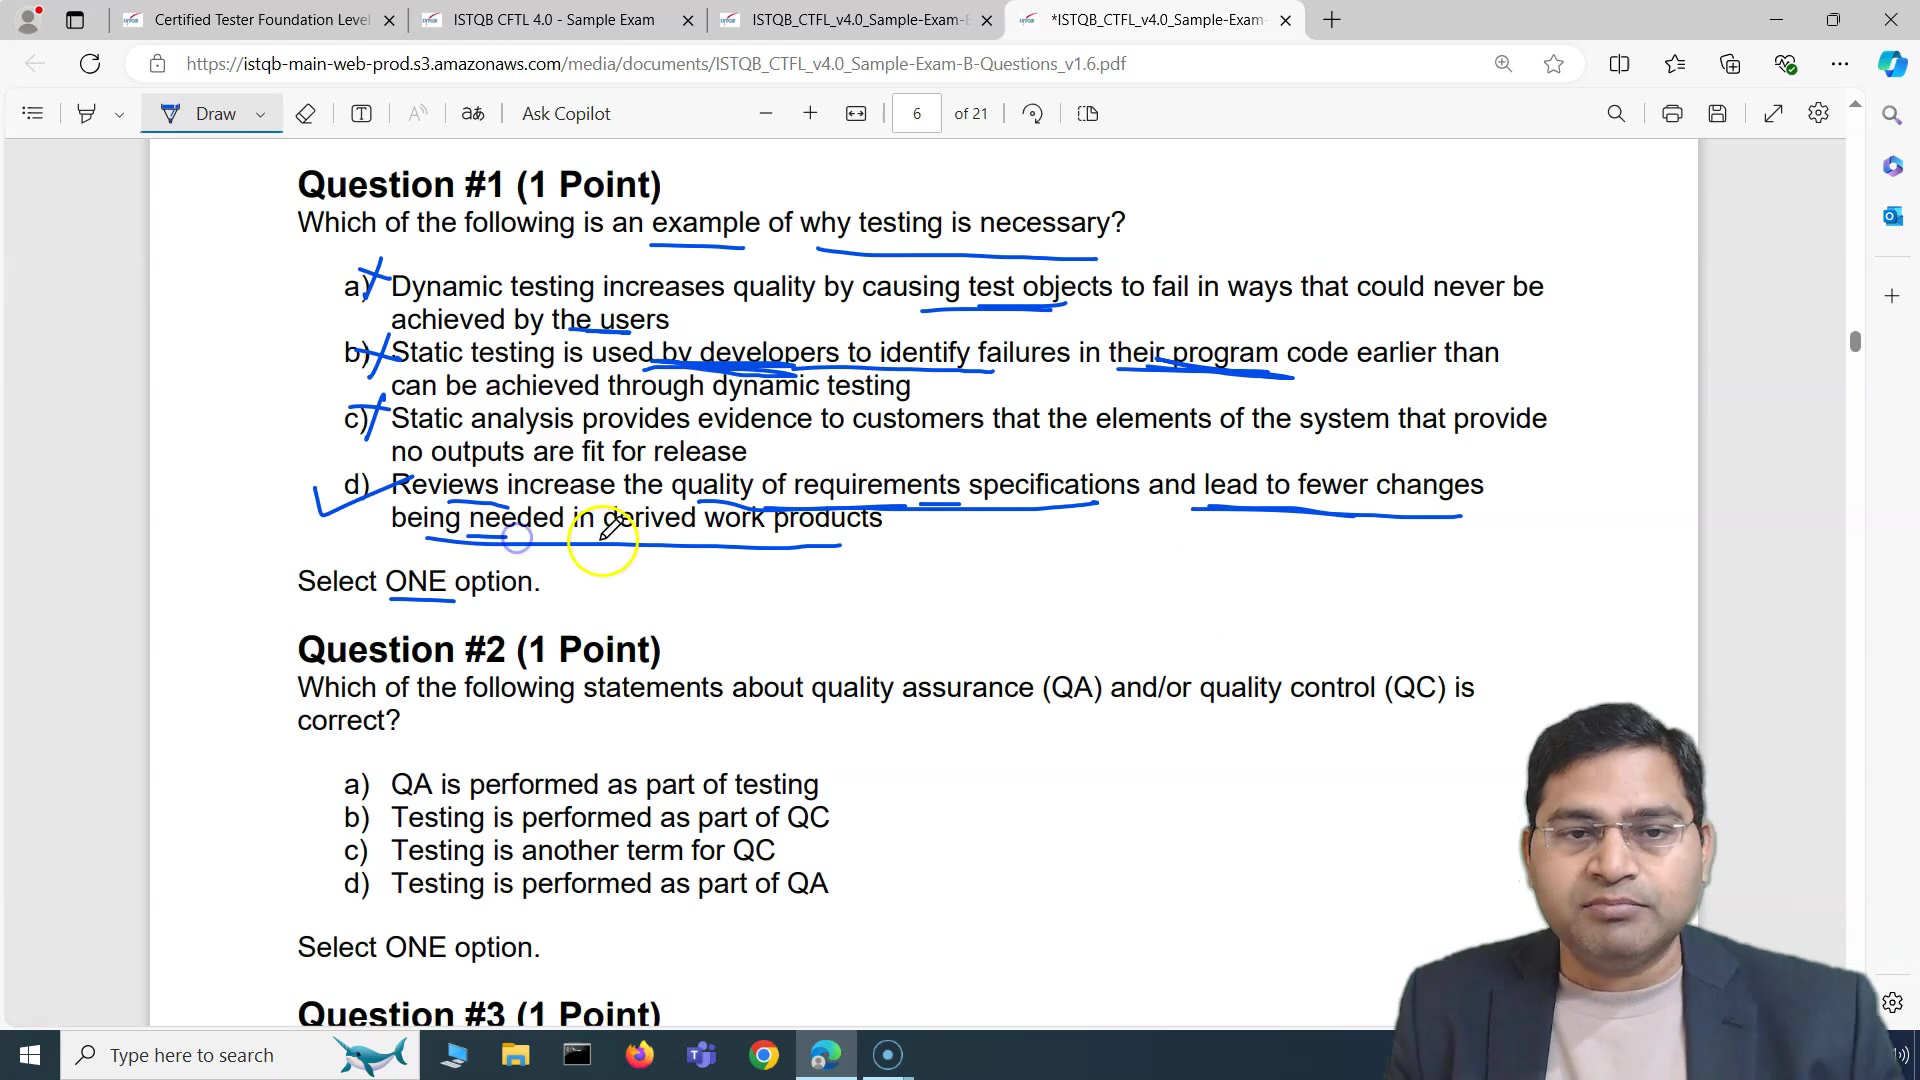 Certified Tester Foundation Level
ISTQB CFTL 4.0 - Sample Exam
ISTQB_CTFL_v4.0_Sample-Exam-
*ISTQB_CTFL_v4.0_Sample-Exam-
https://istqb-main-web-prod.s3.amazonaws.com/media/documents/ISTQB_CTFL_v4.0_Sample-Exam-B-Questions_v1.6.pdf
Draw
aあ
Ask Copilot
6 of 21
Question #1 (1 Point)
Which of the following is an example of why testing is necessary?
a) Dynamic testing increases quality by causing test objects to fail in ways that could never be
achieved by the users
b) Static testing is used by developers to identify failures in their program code earlier than
can be achieved through dynamic testing
c) Static analysis provides evidence to customers that the elements of the system that provide
no outputs are fit for release
d) Reviews increase the quality of requirements specifications and lead to fewer changes
being needed in derived work products
Select ONE option.
Question #2 (1 Point)
Which of the following statements about quality assurance (QA) and/or quality control (QC) is
correct?
a) QA is performed as part of testing
b) Testing is performed as part of QC
c) Testing is another term for QC
d) Testing is performed as part of QA
Select ONE option.
Question #3 (1 Point)
Type here to search